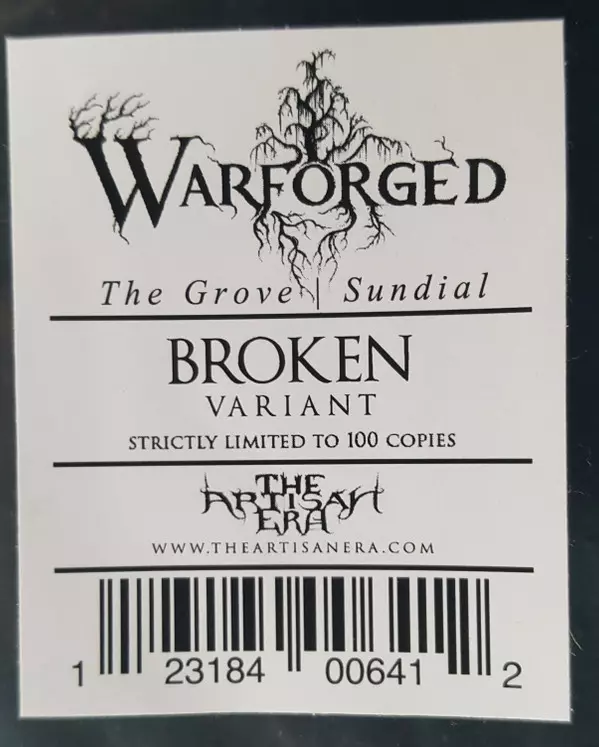 WARFORGED
The Grove | Sundial
BROKEN
VARIANT
STRICTLY LIMITED TO 100 COPIES
THE
ARTISAN
ERA
WWW.THEARTISANERA.COM
1 23184 00641 2